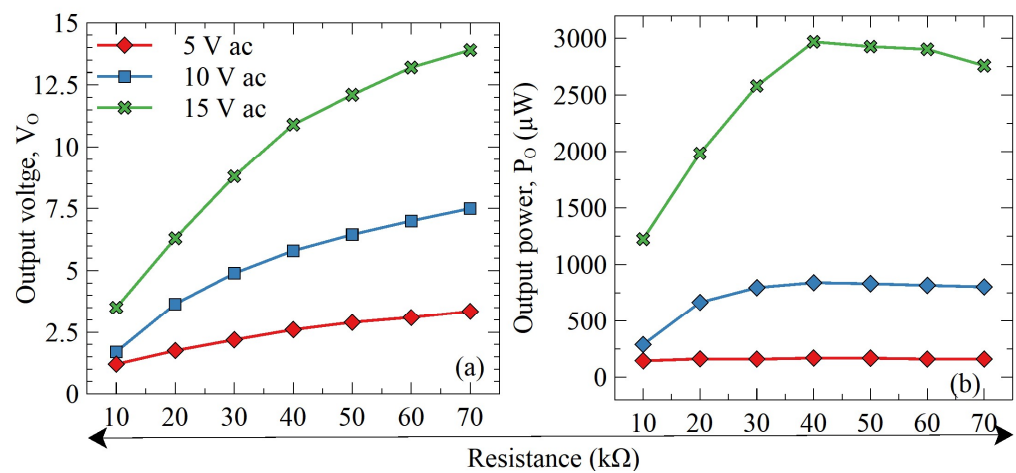 15
12.5
10
7.5
5
2.5
0
Output voltge, V_O
5 V ac
10 V ac
15 V ac
(a)
10 20 30 40 50 60 70
3000
2500
2000
1500
1000
500
0
Output power, P_O (μW)
(b)
10 20 30 40 50 60 70
Resistance (kΩ)